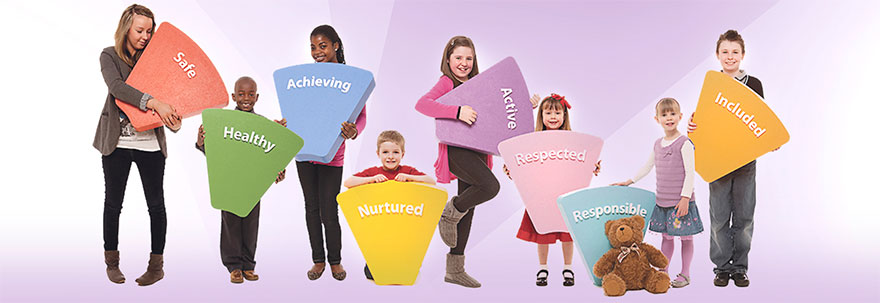 Safe
Healthy
Achieving
Nurtured
Active
Respected
Responsible
Included